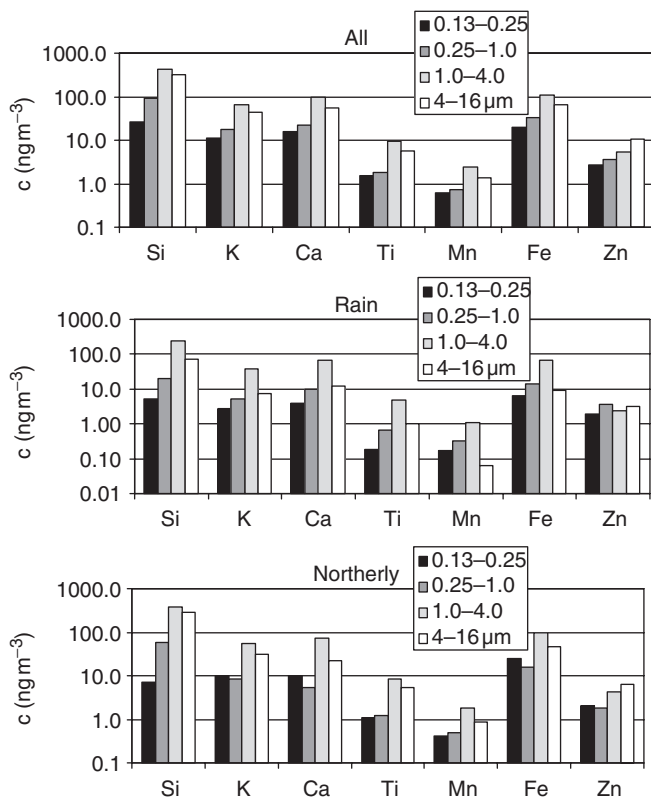 All
0.13–0.25
0.25–1.0
1.0–4.0
4–16 µm
c (ngm⁻³)
1000.0
100.0
10.0
1.0
0.1
Si K Ca Ti Mn Fe Zn
Rain
0.13–0.25
0.25–1.0
1.0–4.0
4–16 µm
c (ngm⁻³)
1000.0
100.0
10.0
1.00
0.10
0.01
Si K Ca Ti Mn Fe Zn
Northerly
0.13–0.25
0.25–1.0
1.0–4.0
4–16 µm
c (ngm⁻³)
1000.0
100.0
10.0
1.0
0.1
Si K Ca Ti Mn Fe Zn